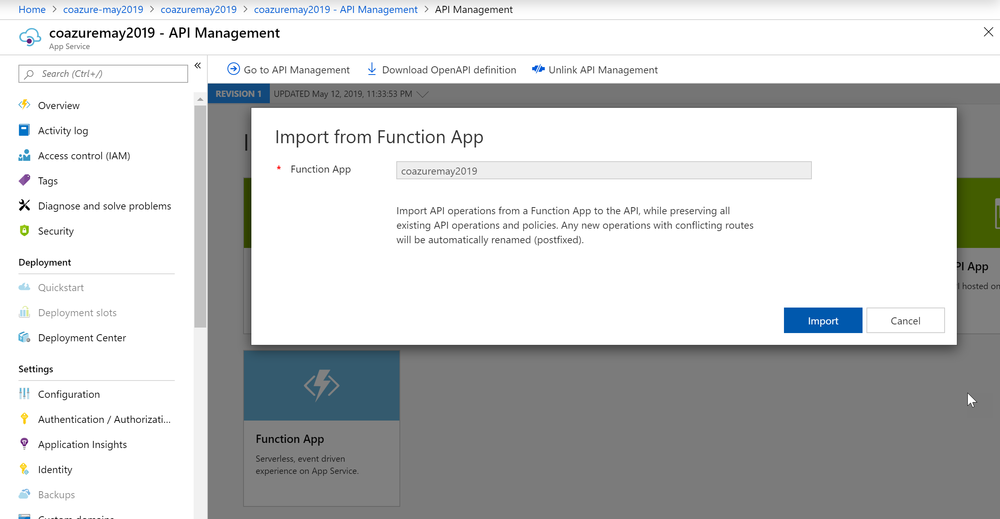 Home > coazure-may2019 > coazuremay2019 > coazuremay2019 - API Management > API Management
coazuremay2019 - API Management
App Service
Search (Ctrl+/)
Go to API Management
Download OpenAPI definition
Unlink API Management
REVISION 1
UPDATED May 12, 2019, 11:33:53 PM
Overview
Activity log
Access control (IAM)
Tags
Diagnose and solve problems
Security
Deployment
Quickstart
Deployment slots
Deployment Center
Settings
Configuration
Authentication / Authorizati...
Application Insights
Identity
Backups
Custom domains
Import from Function App
* Function App
coazuremay2019
Import API operations from a Function App to the API, while preserving all
existing API operations and policies. Any new operations with conflicting routes
will be automatically renamed (postfixed).
Import
Cancel
PI App
I hosted on
Function App
Serverless, event driven
experience on App Service.